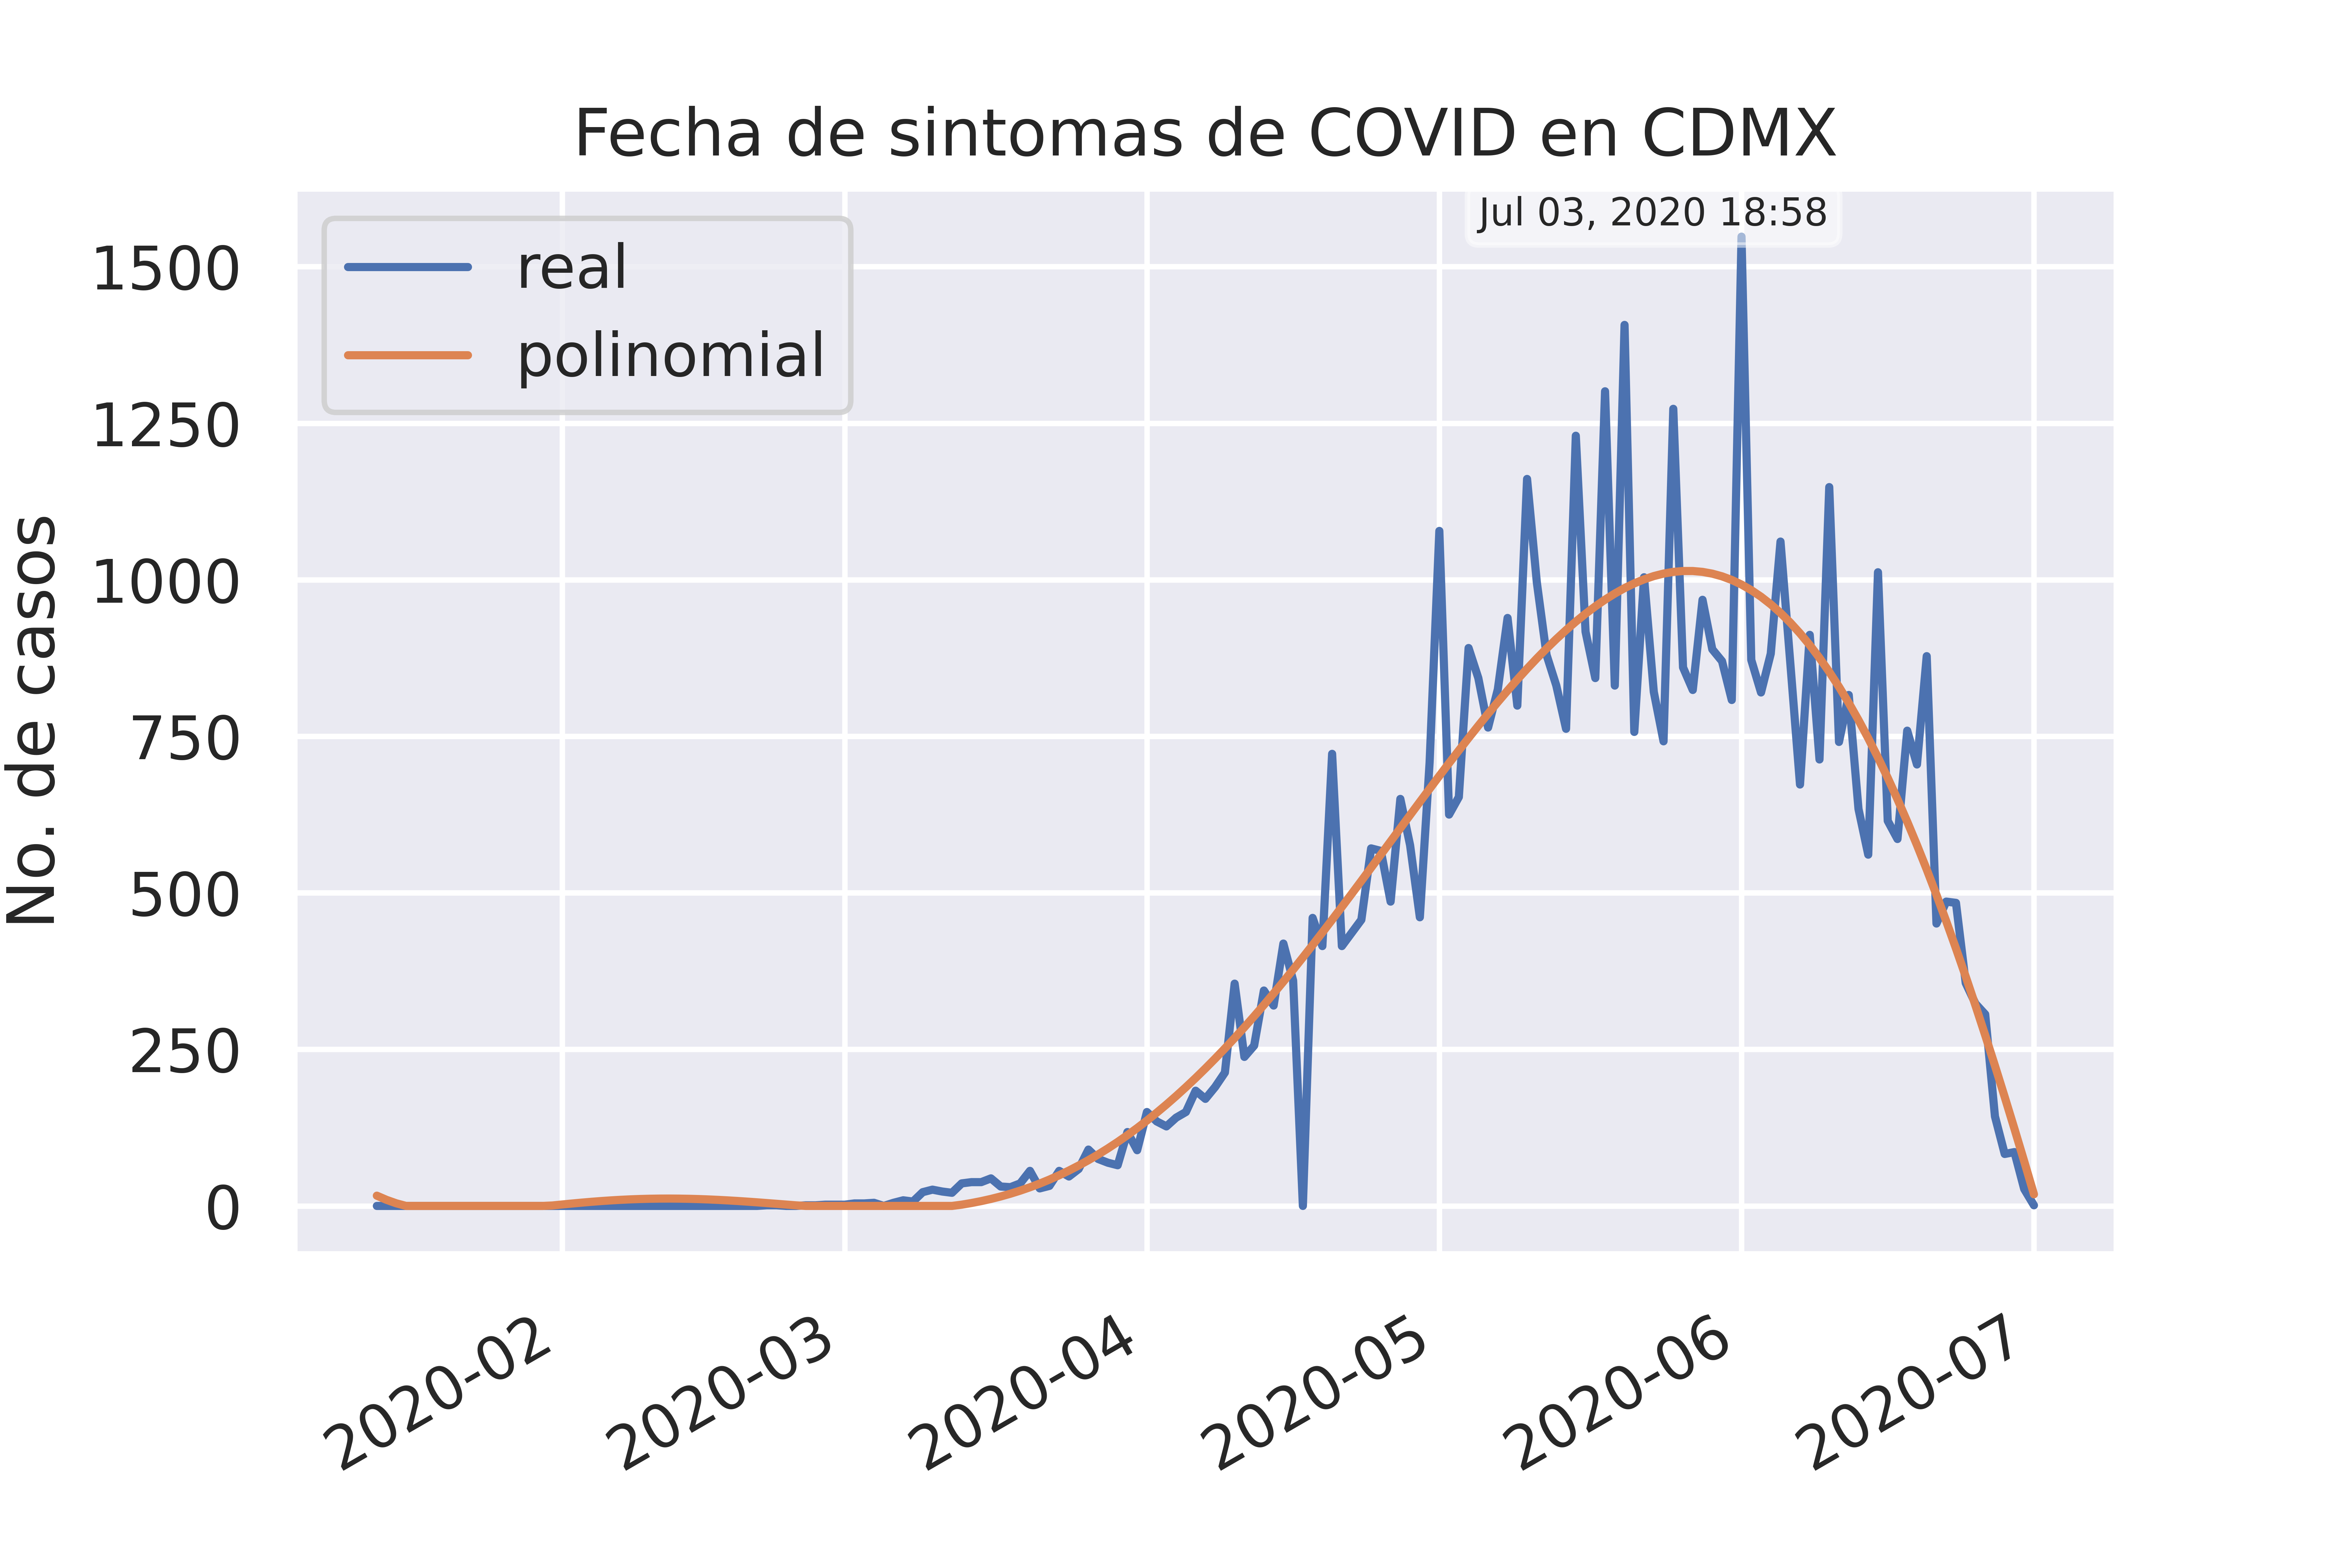 Fecha de sintomas de COVID en CDMX
Jul 03, 2020 18:58
real
polinomial
No. de casos
1500
1250
1000
750
500
250
0
2020-02
2020-03
2020-04
2020-05
2020-06
2020-07